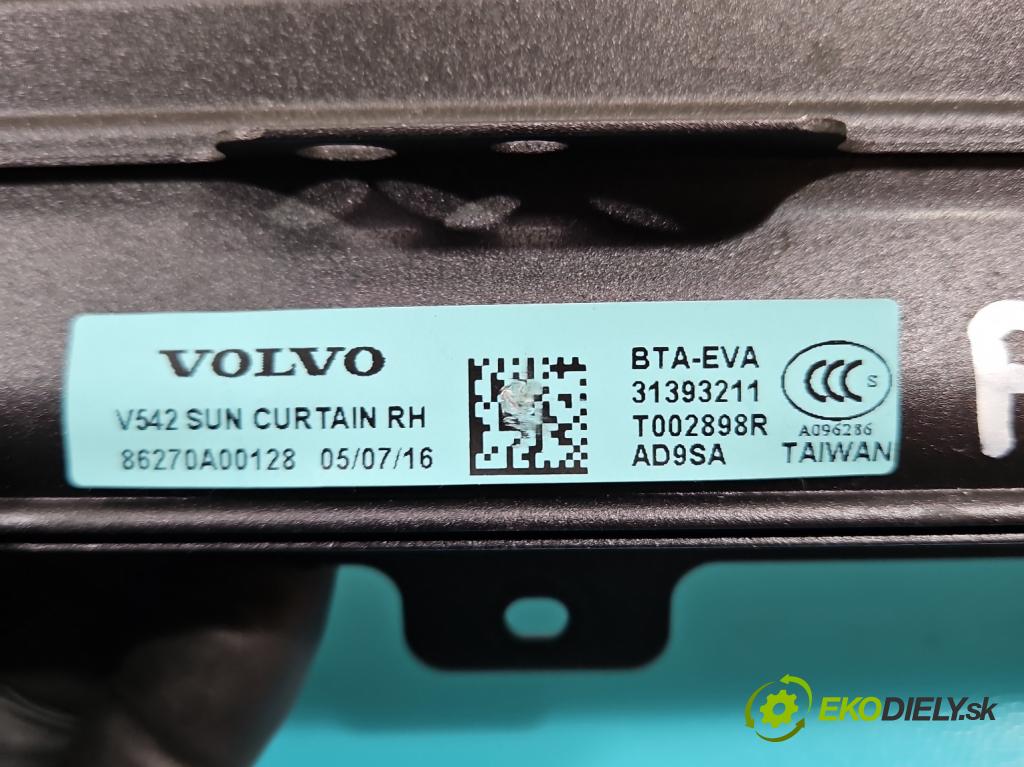 VOLVO
V542 SUN CURTAIN RH
86270A00128 05/07/16
BTA-EVA
31393211
T002898R
AD9SA
CCC S
A096286
TAIWAN
EKODIELY.sk